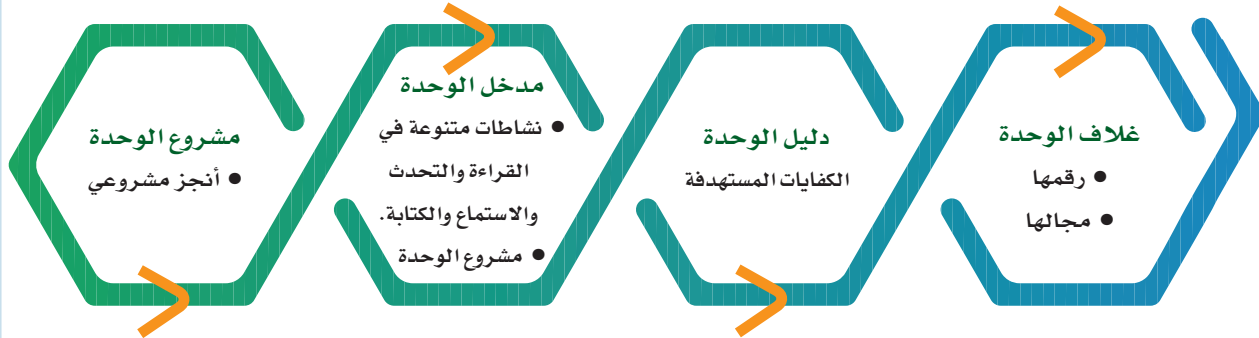 غلاف الوحدة
● رقمها
● مجالها
دليل الوحدة
الكفايات المستهدفة
مدخل الوحدة
● نشاطات متنوعة في
القراءة والتحدث
والاستماع والكتابة.
● مشروع الوحدة
مشروع الوحدة
● أنجز مشروعي